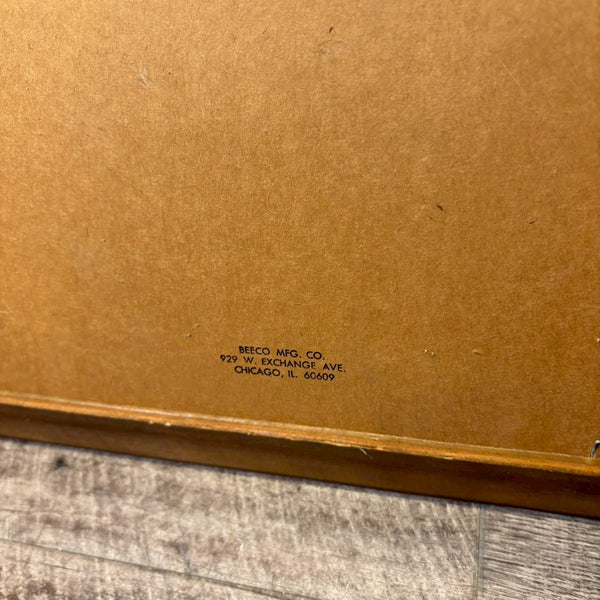 BEECO MFG. CO.
929 W. EXCHANGE AVE.
CHICAGO, IL. 60609